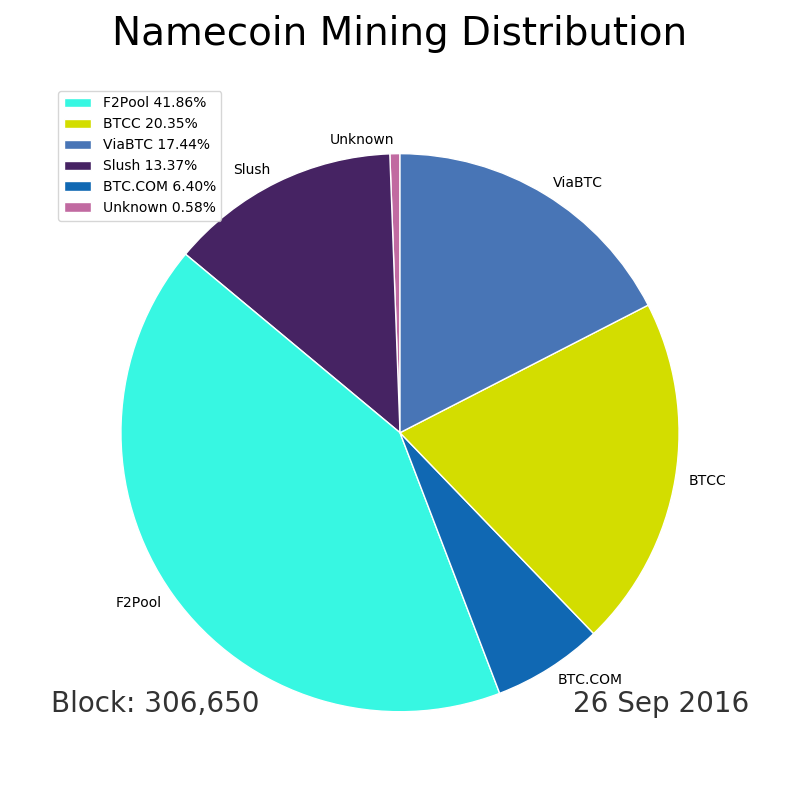 Namecoin Mining Distribution
F2Pool 41.86%
BTCC 20.35%
ViaBTC 17.44%
Slush 13.37%
BTC.COM 6.40%
Unknown 0.58%
Unknown
Slush
ViaBTC
BTCC
F2Pool
BTC.COM
Block: 306,650
26 Sep 2016